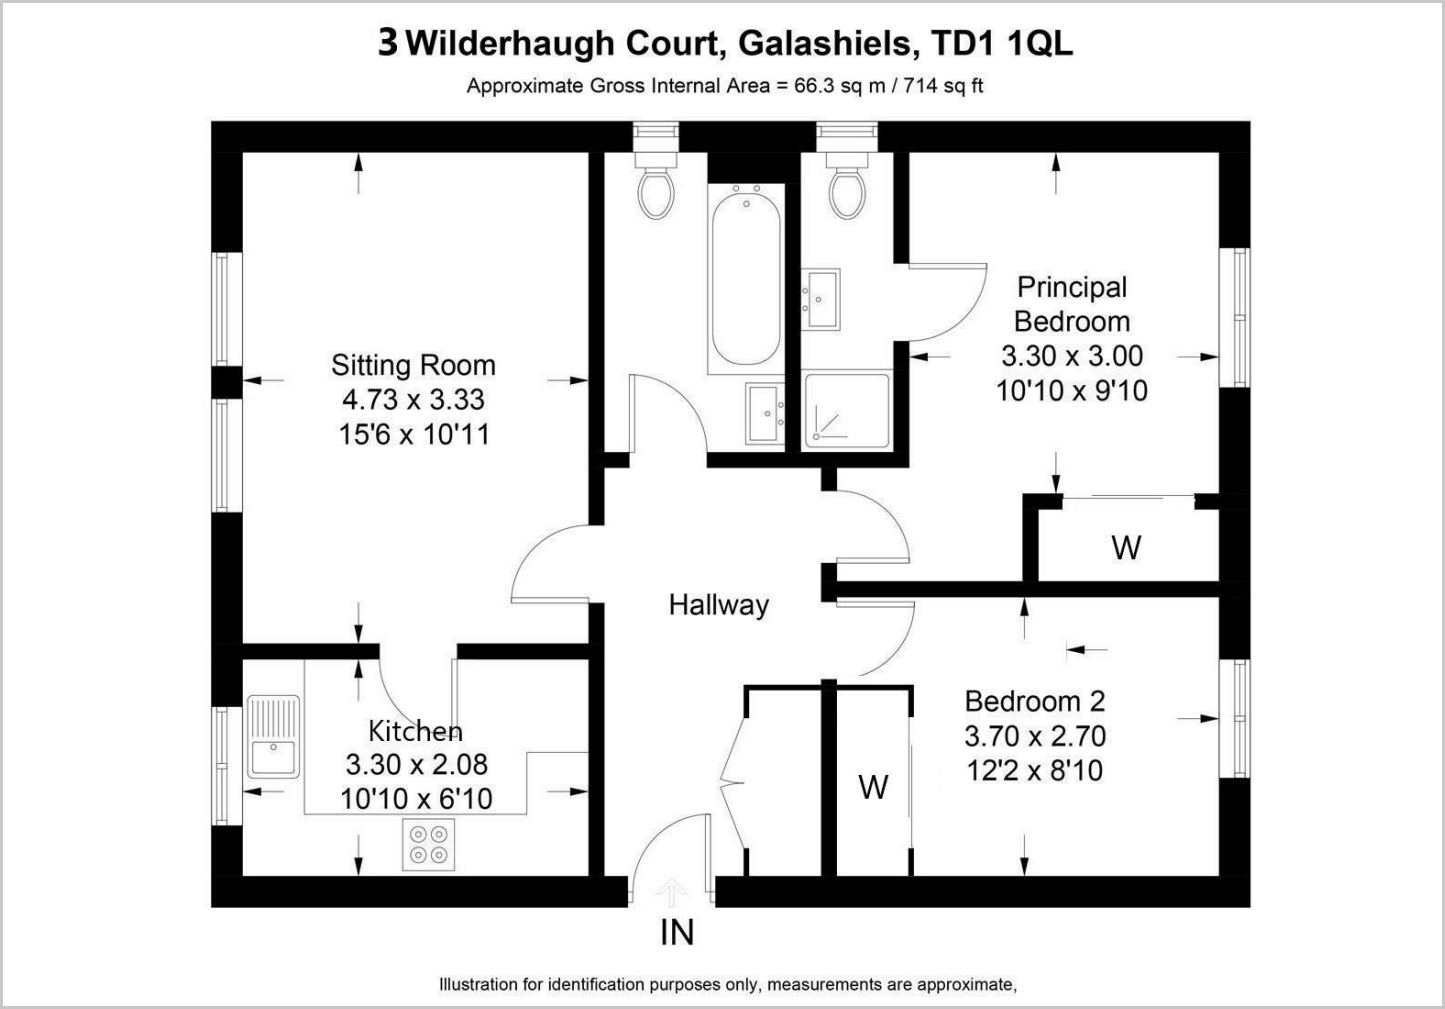 3 Wilderhaugh Court, Galashiels, TD1 1QL
Approximate Gross Internal Area = 66.3 sq m / 714 sq ft
Principal
Bedroom
3.30 x 3.00
10'10 x 9'10
Sitting Room
4.73 x 3.33
15'6 x 10'11
W
Hallway
Bedroom 2
3.70 x 2.70
12'2 x 8'10
Kitchen
3.30 x 2.08
10'10 x 6'10
W
IN
Illustration for identification purposes only, measurements are approximate,